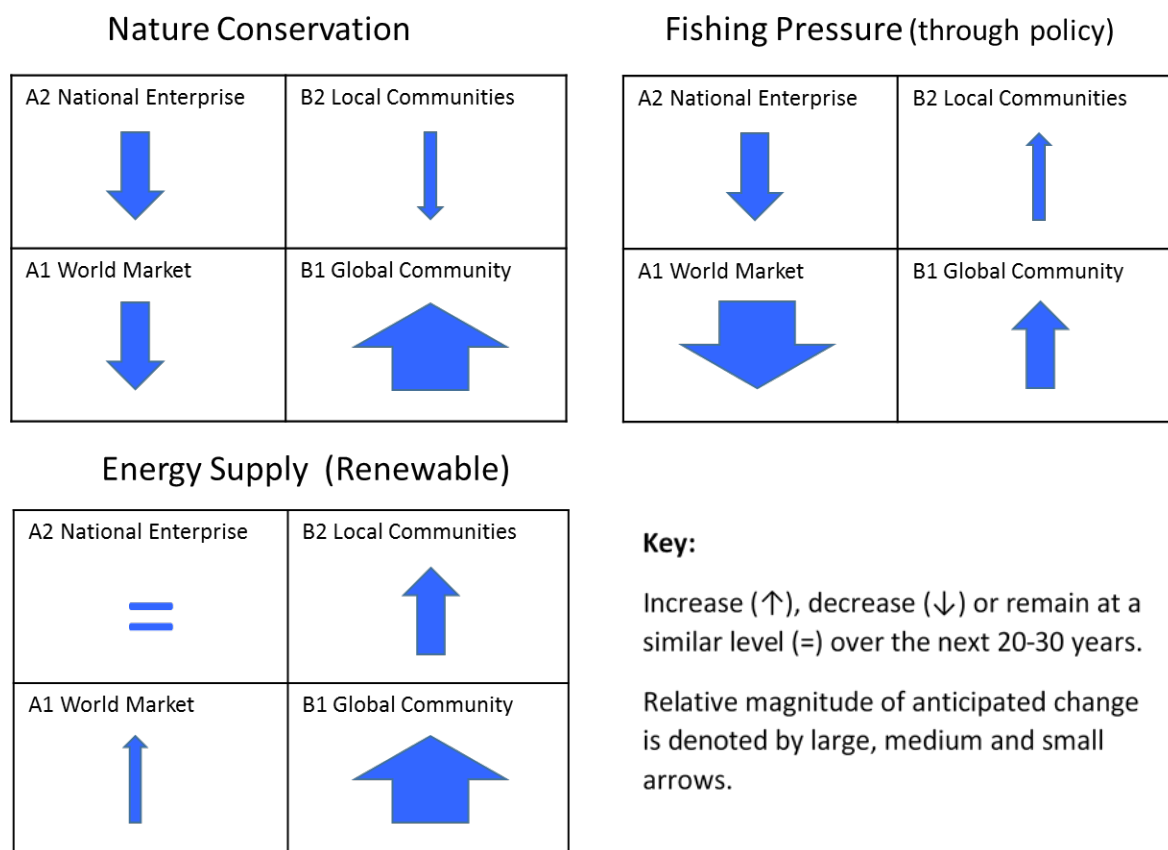 Nature Conservation
A2 National Enterprise
B2 Local Communities
A1 World Market
B1 Global Community
Fishing Pressure (through policy)
A2 National Enterprise
B2 Local Communities
A1 World Market
B1 Global Community
Energy Supply (Renewable)
A2 National Enterprise
B2 Local Communities
=
A1 World Market
B1 Global Community
Key:
Increase (↑), decrease (↓) or remain at a
similar level (=) over the next 20-30 years.
Relative magnitude of anticipated change
is denoted by large, medium and small
arrows.